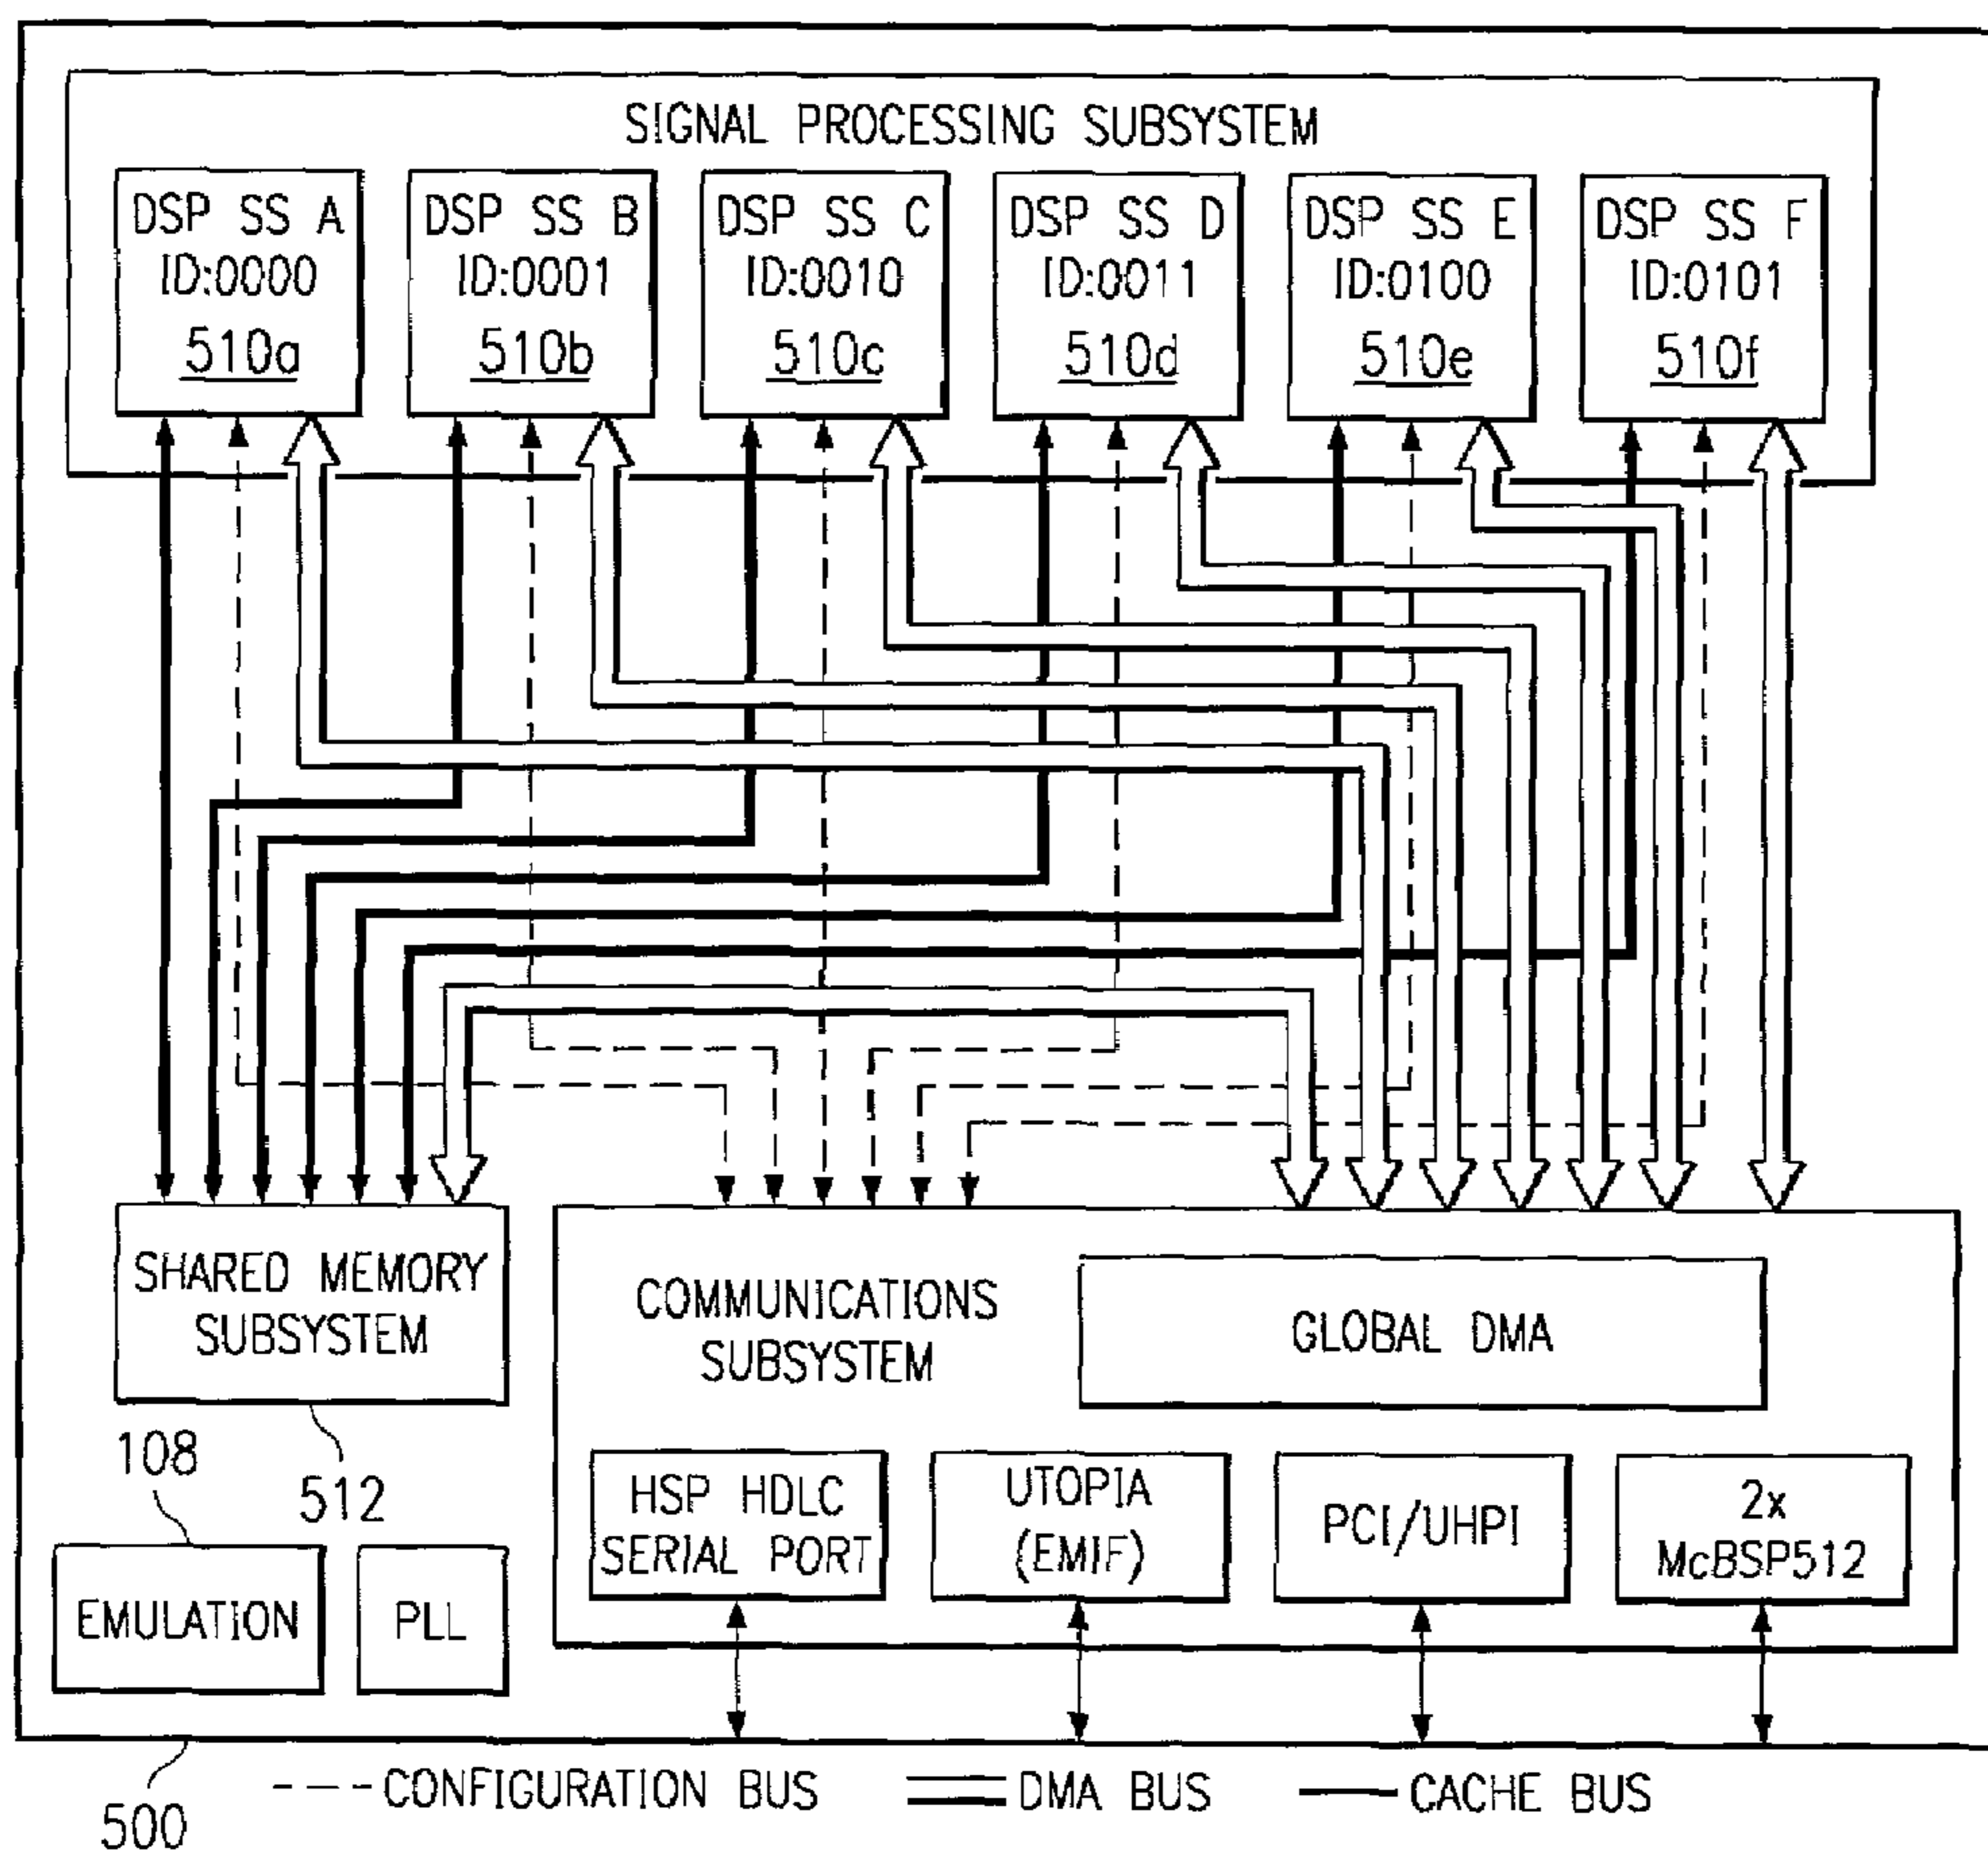 SIGNAL PROCESSING SUBSYSTEM
DSP SS A
ID:0000
510a
DSP SS B
ID:0001
510b
DSP SS C
ID:0010
510c
DSP SS D
ID:0011
510d
DSP SS E
ID:0100
510e
DSP SS F
ID:0101
510f
SHARED MEMORY
SUBSYSTEM
512
COMMUNICATIONS
SUBSYSTEM
GLOBAL DMA
HSP HDLC
SERIAL PORT
UTOPIA
(EMIF)
PCI/UHPI
2x
McBSP512
108
EMULATION
PLL
500
CONFIGURATION BUS
DMA BUS
CACHE BUS